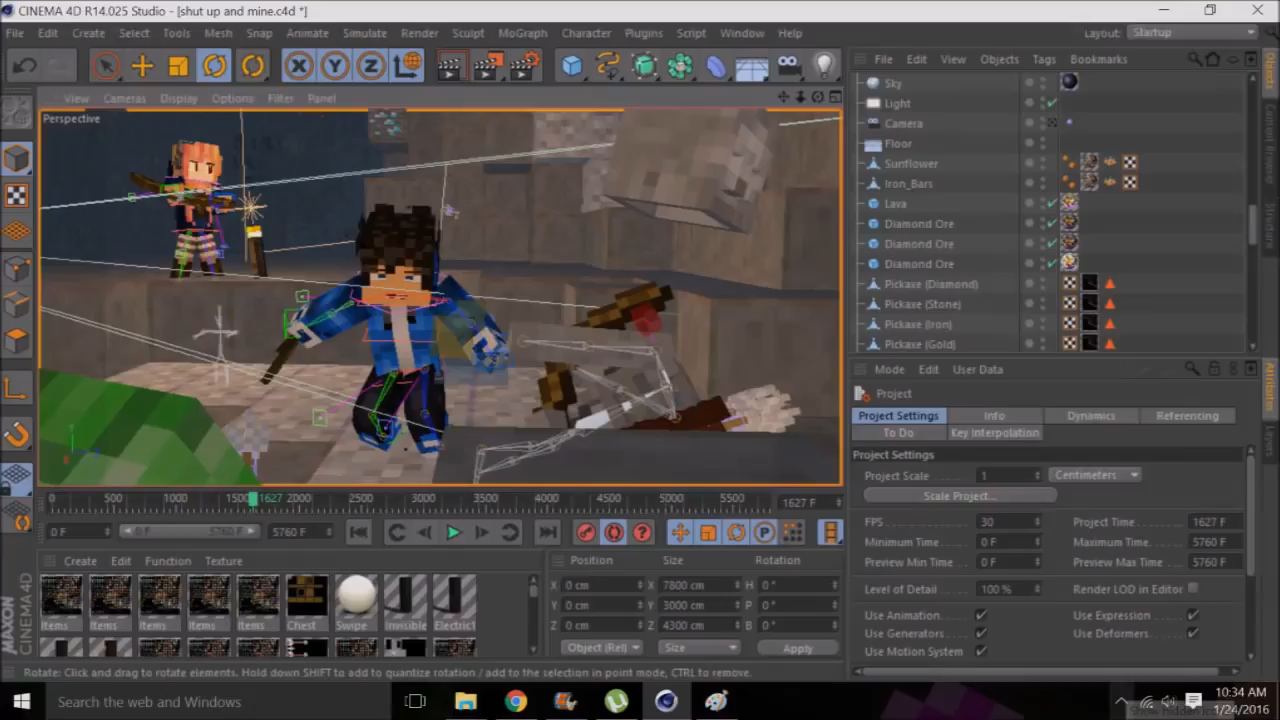 CINEMA 4D R14.025 Studio - [shut up and mine.c4d *]
File Edit Create Select Tools Mesh Snap Animate Simulate Render Sculpt MoGraph Character Plugins Script Window Help
Layout: Startup
View Cameras Display Options Filter Panel
Perspective
File Edit View Objects Tags Bookmarks
Sky
Light
Camera
Floor
Sunflower
Iron_Bars
Lava
Diamond Ore
Diamond Ore
Diamond Ore
Pickaxe (Diamond)
Pickaxe (Stone)
Pickaxe (Iron)
Pickaxe (Gold)
Objects
Content Browser
Structure
Mode Edit User Data
Project
Project Settings Info Dynamics Referencing
To Do Key Interpolation
Project Settings
Project Scale 1 Centimeters
Scale Project...
FPS 30 Project Time 1627 F
Minimum Time 0 F Maximum Time 5760 F
Preview Min Time 0 F Preview Max Time 5760 F
Level of Detail 100 % Render LOD in Editor
Use Animation Use Expression
Use Generators Use Deformers
Use Motion System
Attributes
Layers
0 500 1000 1500 1627 2000 2500 3000 3500 4000 4500 5000 5500 1627 F
0 F 0 F 5760 F 5760 F
Create Edit Function Texture
Items Items Items Items Items Chest Swipe Invisible Electric1
Position Size Rotation
X 0 cm X 7800 cm H 0 °
Y 0 cm Y 3000 cm P 0 °
Z 0 cm Z 4300 cm B 0 °
Object (Rel) Size Apply
MAXON CINEMA 4D
Rotate: Click and drag to rotate elements. Hold down SHIFT to add to quantize rotation / add to the selection in point mode, CTRL to remove.
Search the web and Windows
10:34 AM
1/24/2016